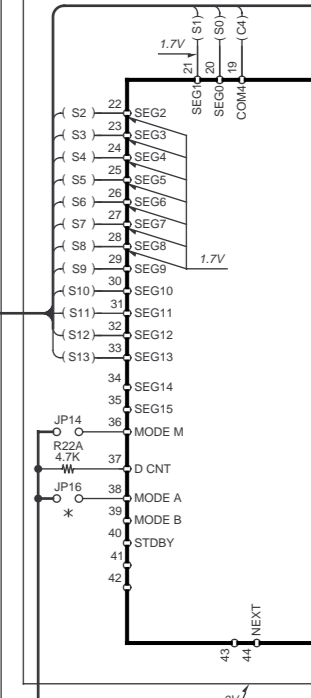 S1
S0
C4
1.7V
21
20
19
SEG1
SEG0
COM4
S2 22 SEG2
S3 23 SEG3
S4 24 SEG4
S5 25 SEG5
S6 26 SEG6
S7 27 SEG7
S8 28 SEG8
1.7V
S9 29 SEG9
S10 30 SEG10
S11 31 SEG11
S12 32 SEG12
S13 33 SEG13
34 SEG14
35 SEG15
JP14 36 MODE M
R22A
4.7K 37 D CNT
JP16 38 MODE A
* 39 MODE B
40 STDBY
41
42
43
44
NEXT